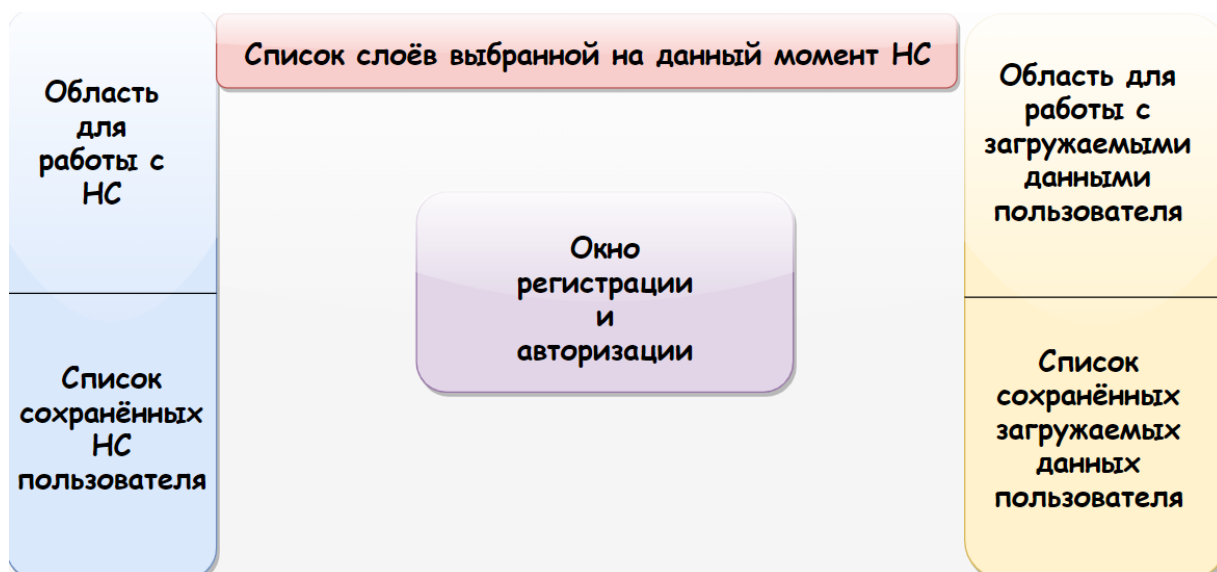 Список слоёв выбранной на данный момент НС
Область
для
работы с
НС
Список
сохранённых
НС
пользователя
Окно
регистрации
и
авторизации
Область для
работы с
загружаемыми
данными
пользователя
Список
сохранённых
загружаемых
данных
пользователя